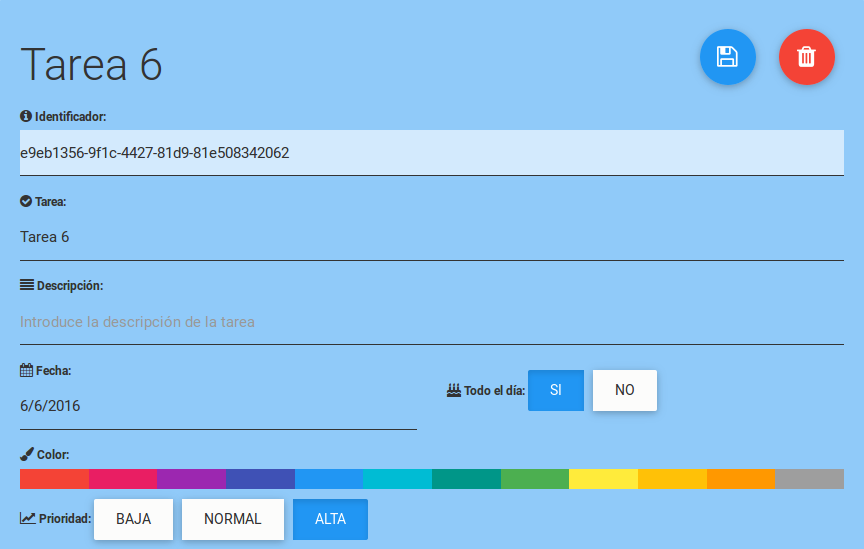 Tarea 6
Identificador:
e9eb1356-9f1c-4427-81d9-81e508342062
Tarea:
Tarea 6
Descripción:
Introduce la descripción de la tarea
Fecha:
6/6/2016
Todo el día: SI NO
Color:
Prioridad: BAJA NORMAL ALTA